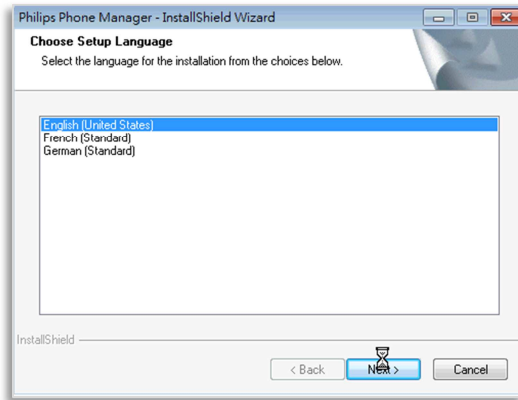 Philips Phone Manager - InstallShield Wizard
Choose Setup Language
Select the language for the installation from the choices below.
English (United States)
French (Standard)
German (Standard)
InstallShield
< Back
Next >
Cancel